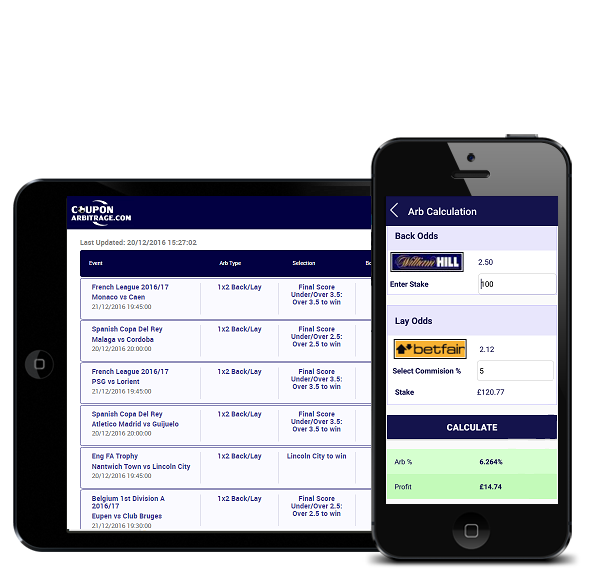 COUPON
ARBITRAGE.COM
Last Updated: 20/12/2016 15:27:02
Event Arb Type Selection
French League 2016/17
Monaco vs Caen
21/12/2016 19:45:00
1x2 Back/Lay
Final Score
Under/Over 3.5:
Over 3.5 to win
Spanish Copa Del Rey
Malaga vs Cordoba
20/12/2016 20:00:00
1x2 Back/Lay
Final Score
Under/Over 2.5:
Over 2.5 to win
French League 2016/17
PSG vs Lorient
21/12/2016 19:45:00
1x2 Back/Lay
Final Score
Under/Over 3.5:
Over 3.5 to win
Spanish Copa Del Rey
Atletico Madrid vs Guijuelo
20/12/2016 20:00:00
1x2 Back/Lay
Final Score
Under/Over 3.5:
Over 3.5 to win
Eng FA Trophy
Nantwich Town vs Lincoln City
20/12/2016 19:45:00
1x2 Back/Lay
Lincoln City to win
Belgium 1st Division A
2016/17
Eupen vs Club Bruges
21/12/2016 19:30:00
1x2 Back/Lay
Final Score
Under/Over 2.5:
Over 2.5 to win
Arb Calculation
Back Odds
William HILL 2.50
Enter Stake 100
Lay Odds
betfair 2.12
Select Commision % 5
Stake £120.77
CALCULATE
Arb % 6.264%
Profit £14.74